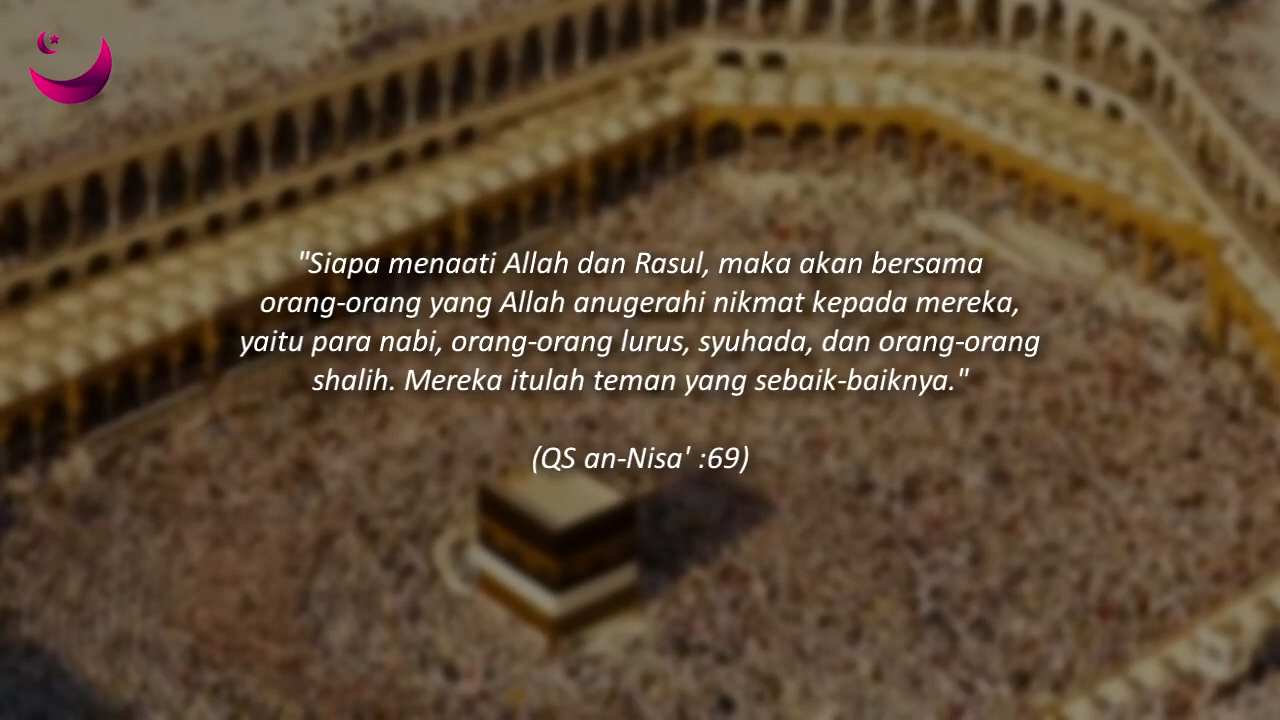 "Siapa menaati Allah dan Rasul, maka akan bersama
orang-orang yang Allah anugerahi nikmat kepada mereka,
yaitu para nabi, orang-orang lurus, syuhada, dan orang-orang
shalih. Mereka itulah teman yang sebaik-baiknya."
(QS an-Nisa' :69)